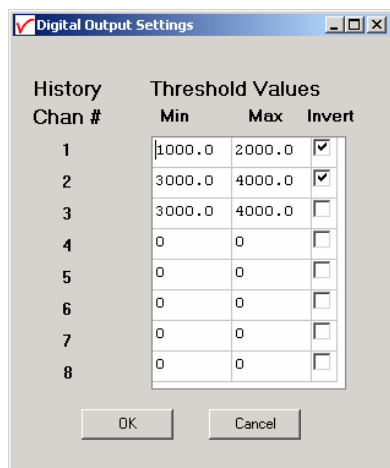 Digital Output Settings
History Threshold Values
Chan # Min Max Invert
1 1000.0 2000.0
2 3000.0 4000.0
3 3000.0 4000.0
4 0 0
5 0 0
6 0 0
7 0 0
8 0 0
OK Cancel